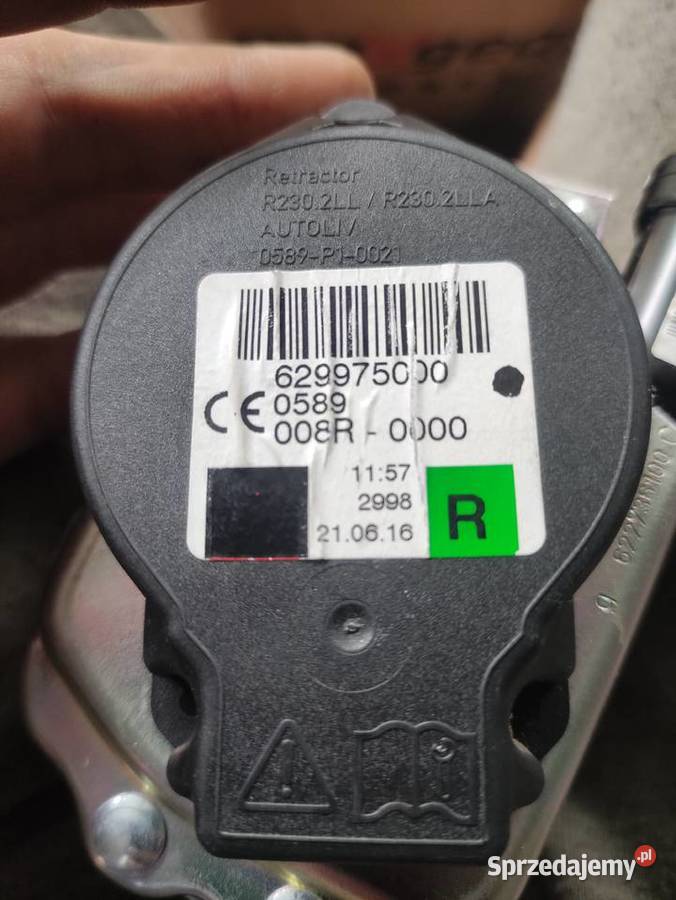 Retractor
R230.2LL / R230.2LLA
AUTOLIV
0589-P1-0021
629975000
CE 0589
008R - 0000
11:57
2998
21.06.16
R
Sprzedajemy.pl